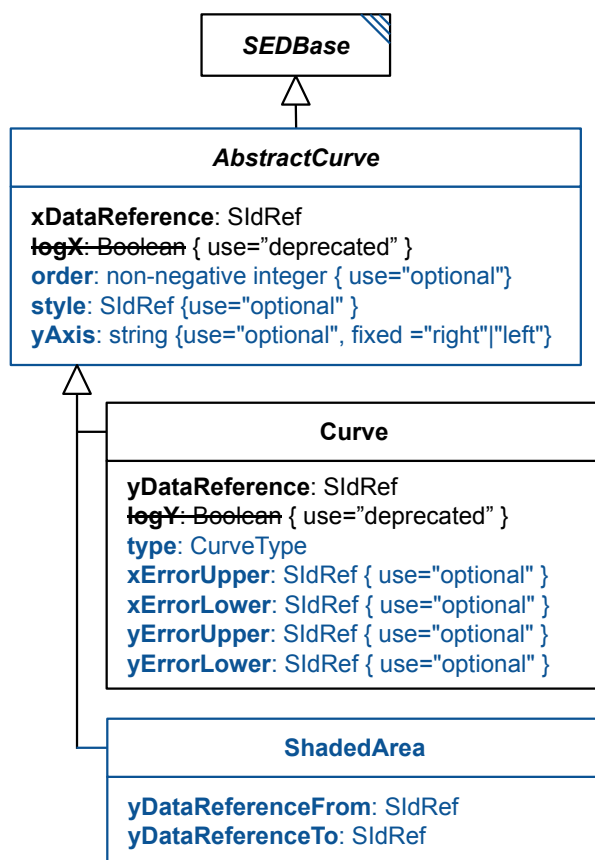 SEDBase
AbstractCurve
xDataReference: SIdRef
logX: Boolean { use=”deprecated” }
order: non-negative integer { use="optional"}
style: SIdRef {use="optional" }
yAxis: string {use="optional", fixed ="right"|"left"}
Curve
yDataReference: SIdRef
logY: Boolean { use=”deprecated” }
type: CurveType
xErrorUpper: SIdRef { use="optional" }
xErrorLower: SIdRef { use="optional" }
yErrorUpper: SIdRef { use="optional" }
yErrorLower: SIdRef { use="optional" }
ShadedArea
yDataReferenceFrom: SIdRef
yDataReferenceTo: SIdRef